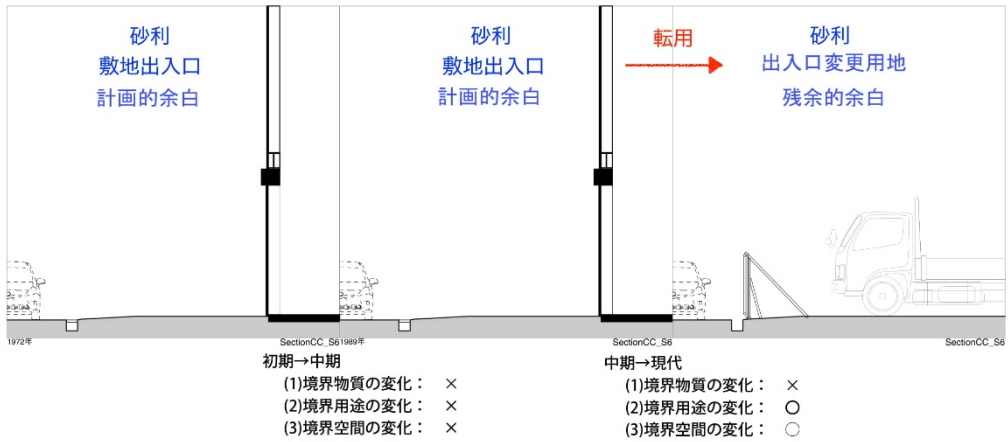 砂利
敷地出入口
計画的余白
砂利
敷地出入口
計画的余白
転用
砂利
出入口変更用地
残余的余白
1972年
SectionCC_S6
1989年
SectionCC_S6
SectionCC_S6
初期→中期
(1)境界物質の変化： ×
(2)境界用途の変化： ×
(3)境界空間の変化： ×
中期→現代
(1)境界物質の変化： ×
(2)境界用途の変化： ○
(3)境界空間の変化： ○